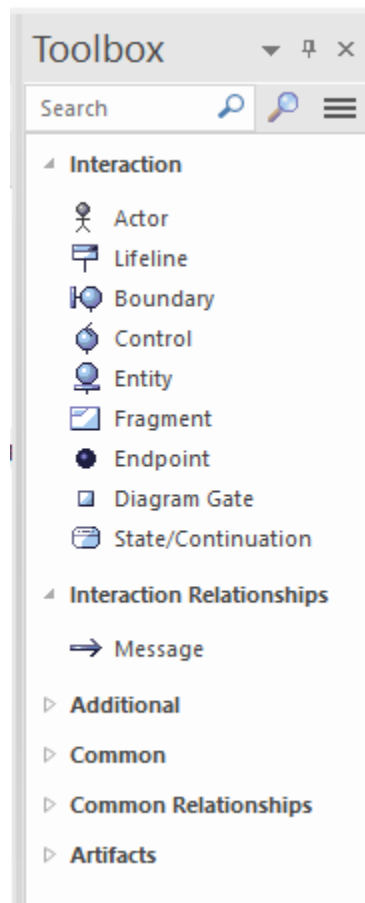 Toolbox
Search
Interaction
Actor
Lifeline
Boundary
Control
Entity
Fragment
Endpoint
Diagram Gate
State/Continuation
Interaction Relationships
Message
Additional
Common
Common Relationships
Artifacts